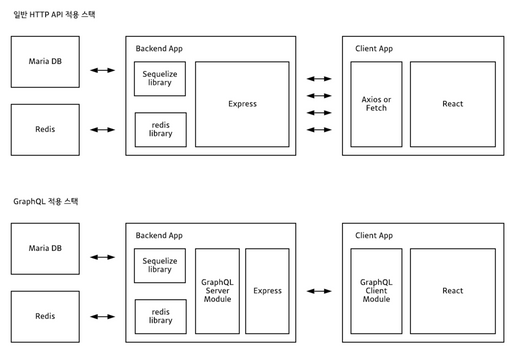 일반 HTTP API 적용 스택
Maria DB
Redis
Backend App
Sequelize
library
redis
library
Express
Client App
Axios or
Fetch
React
GraphQL 적용 스택
Maria DB
Redis
Backend App
Sequelize
library
redis
library
GraphQL
Server
Module
Express
Client App
GraphQL
Client
Module
React